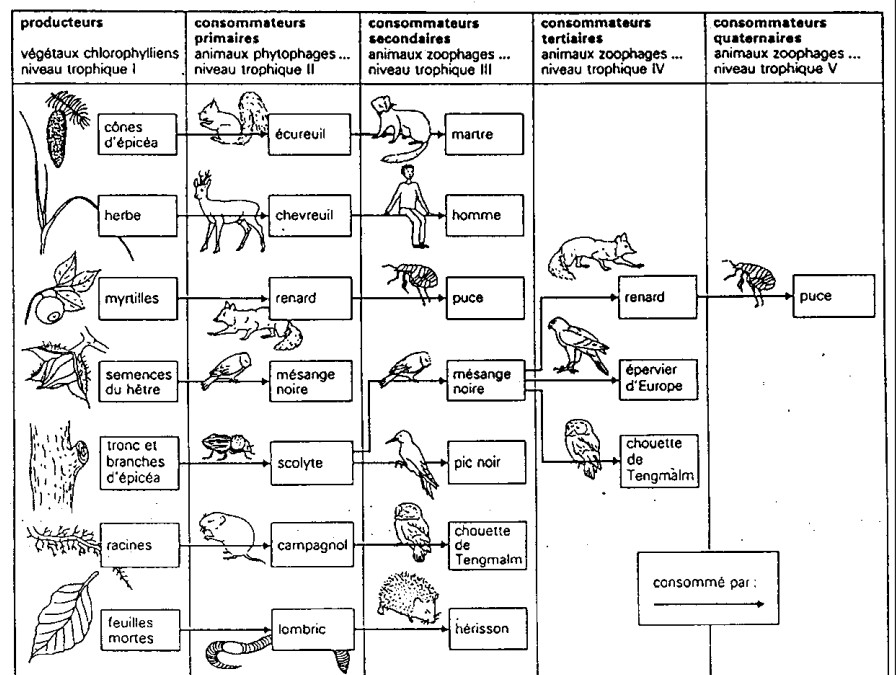 producteurs
végétaux chlorophylliens
niveau trophique I
consommateurs
primaires
animaux phytophages ...
niveau trophique II
consommateurs
secondaires
animaux zoophages ...
niveau trophique III
consommateurs
tertiaires
animaux zoophages ...
niveau trophique IV
consommateurs
quaternaires
animaux zoophages ...
niveau trophique V
cônes
d'épicéa
écureuil
martre
herbe
chevreuil
homme
myrtilles
renard
puce
renard
puce
semences
du hêtre
mésange
noire
mésange
noire
épervier
d'Europe
tronc et
branches
d'épicéa
scolyte
pic noir
chouette
de
Tengmalm
racines
campagnol
chouette
de
Tengmalm
feuilles
mortes
lombric
hérisson
consommé par :